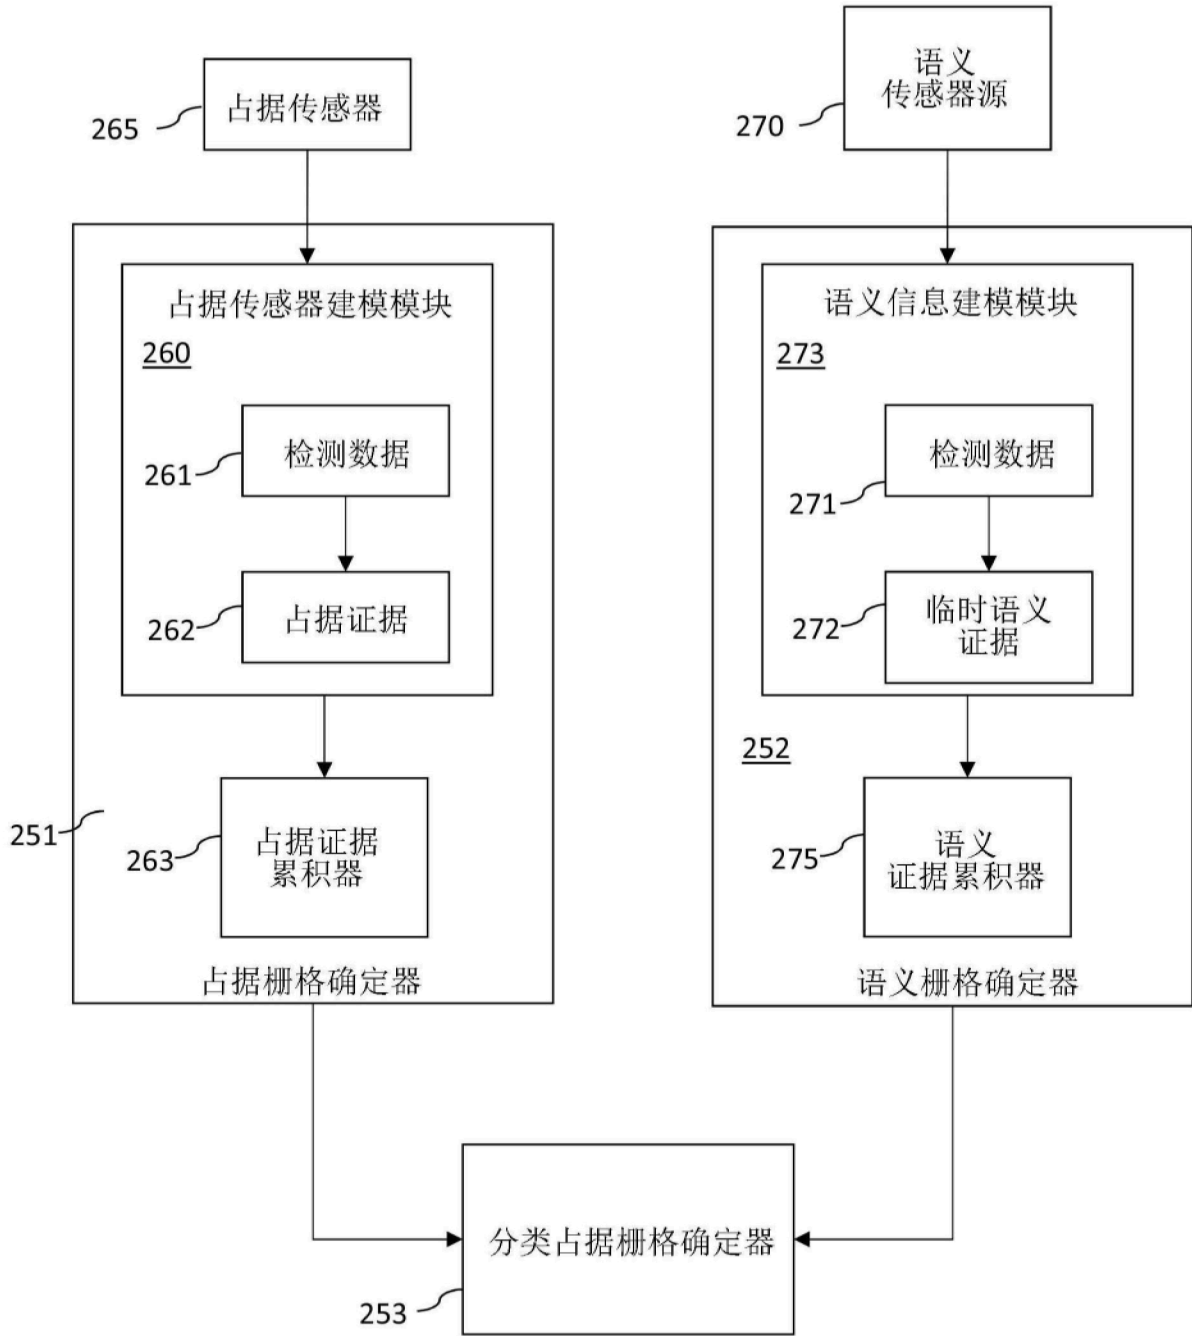 占据传感器
265
占据传感器建模模块
260
检测数据
261
占据证据
262
251
占据证据
累积器
263
占据栅格确定器
语义
传感器源
270
语义信息建模模块
273
检测数据
271
临时语义
证据
272
252
语义
证据累积器
275
语义栅格确定器
分类占据栅格确定器
253